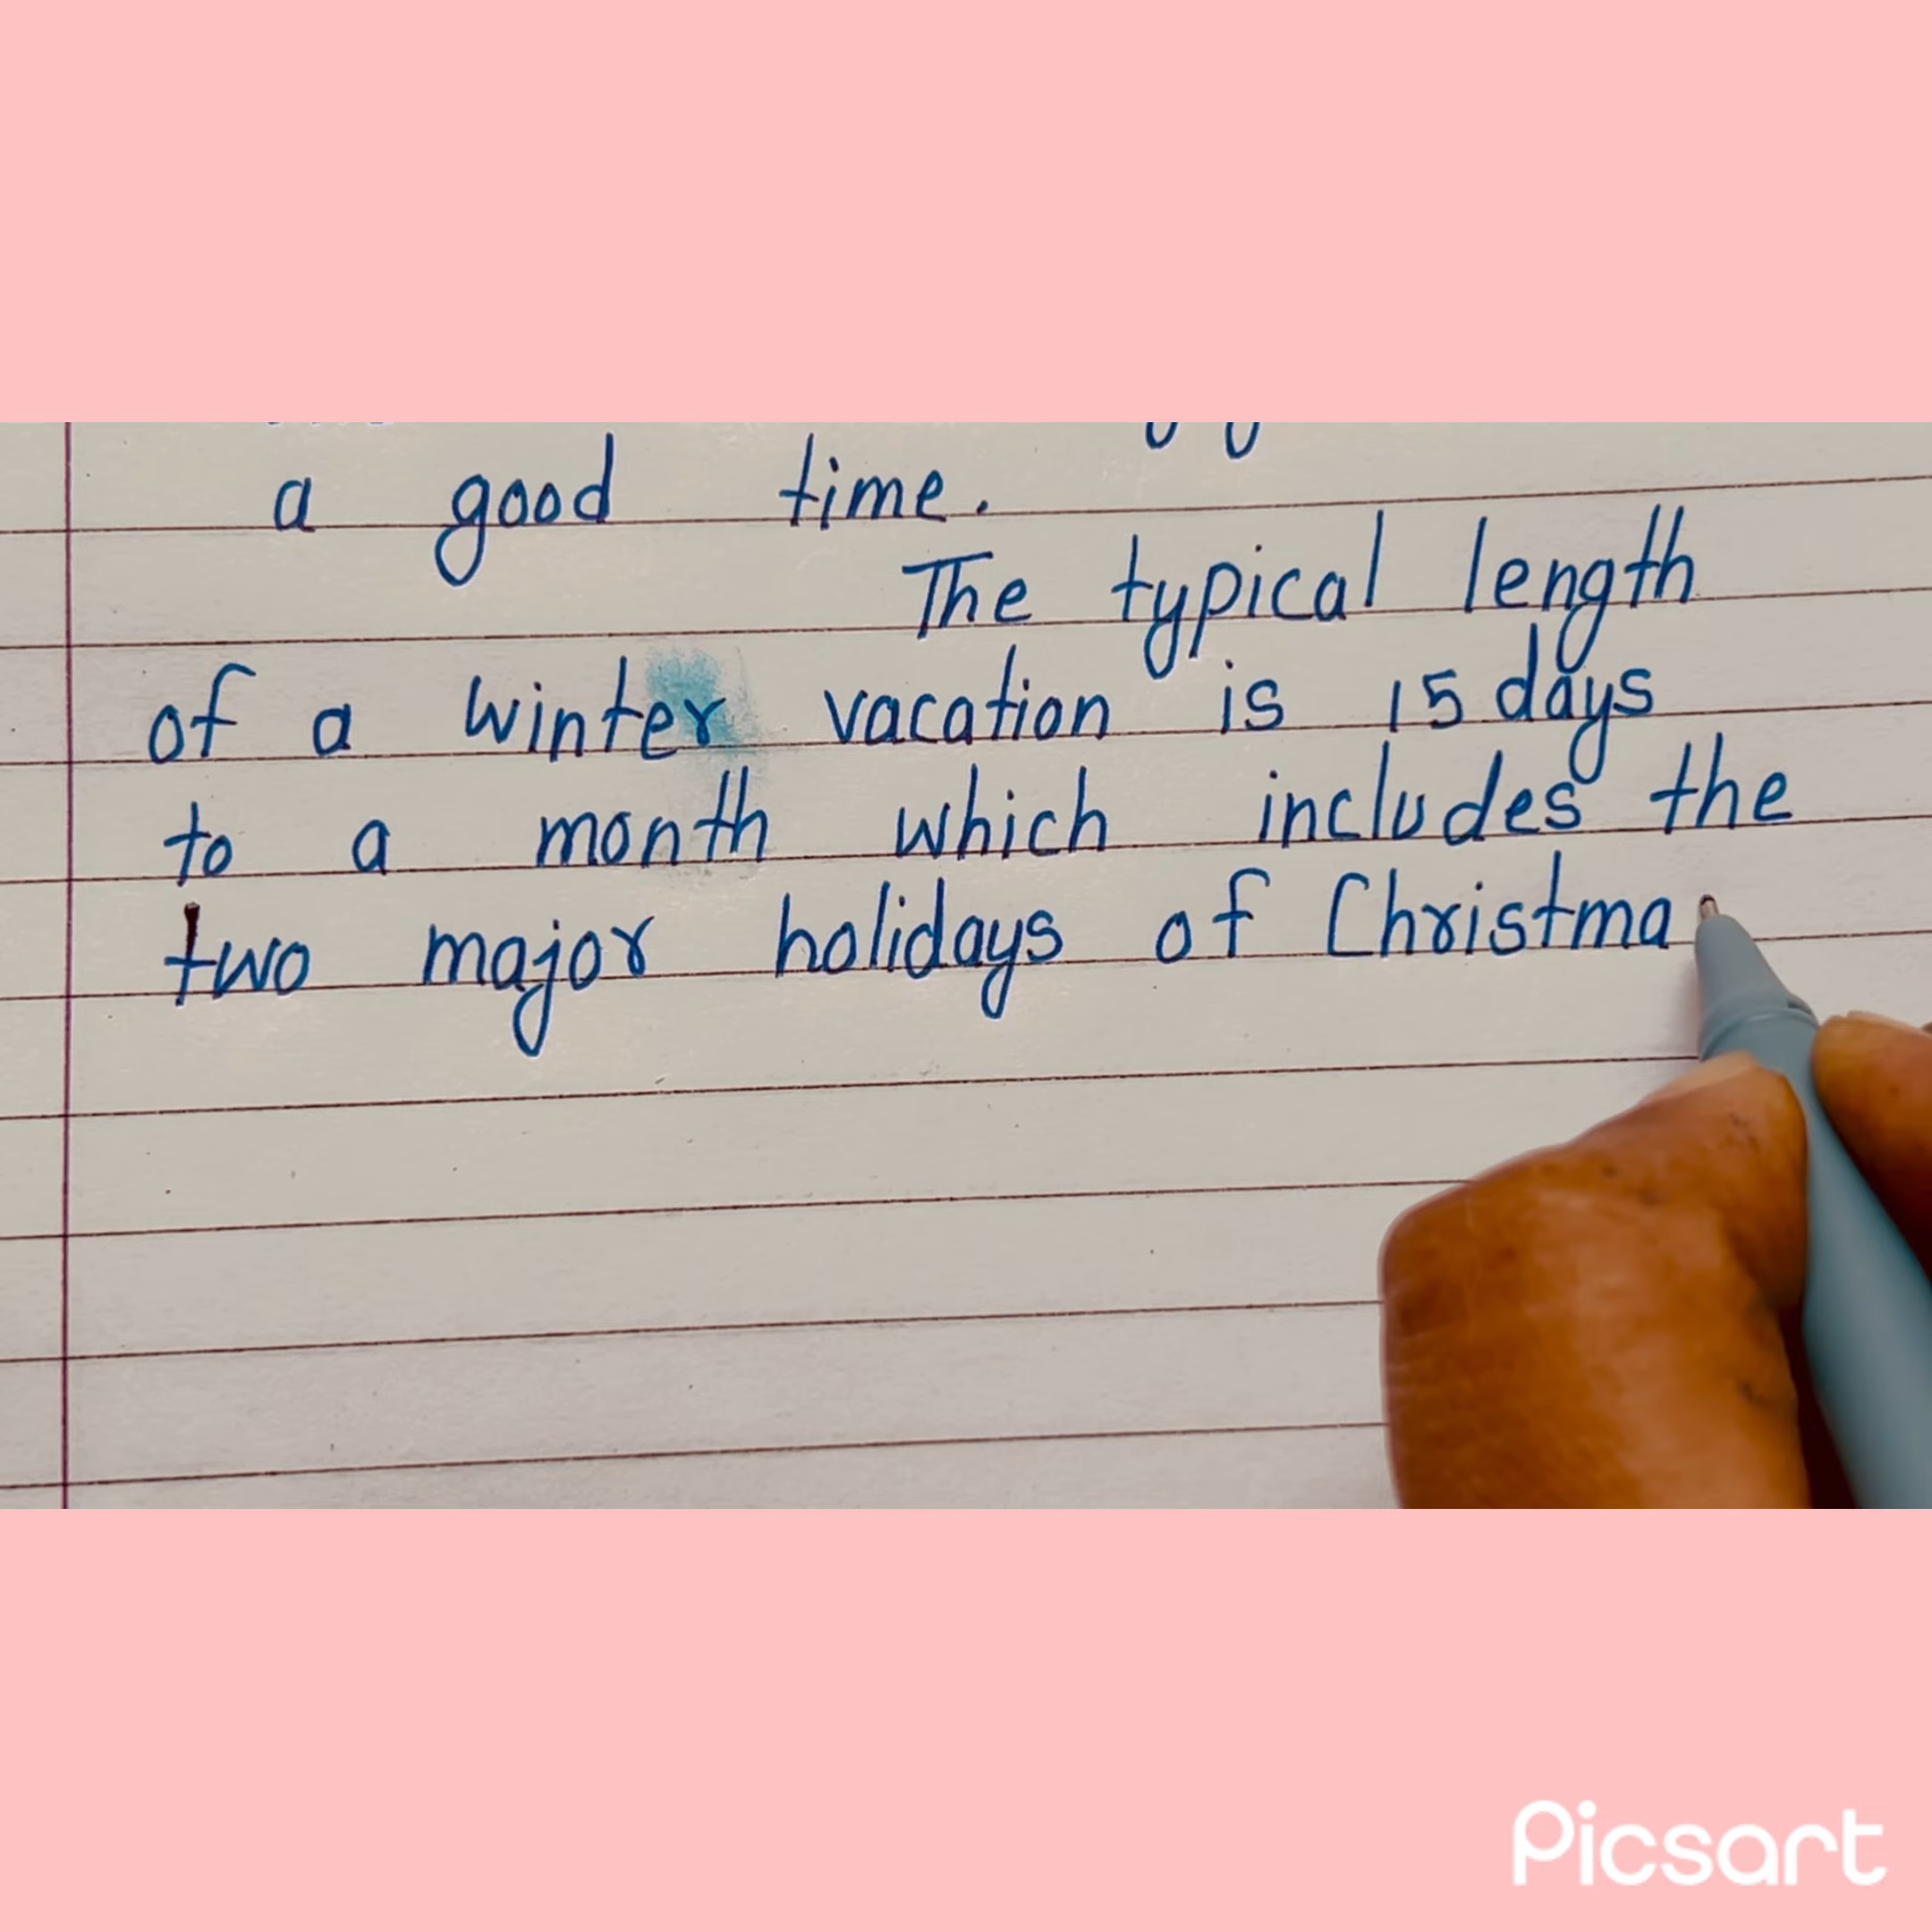 a good time.
The typical length
of a winter vacation is 15 days
to a month which includes the
two major holidays of Christma
Picsart